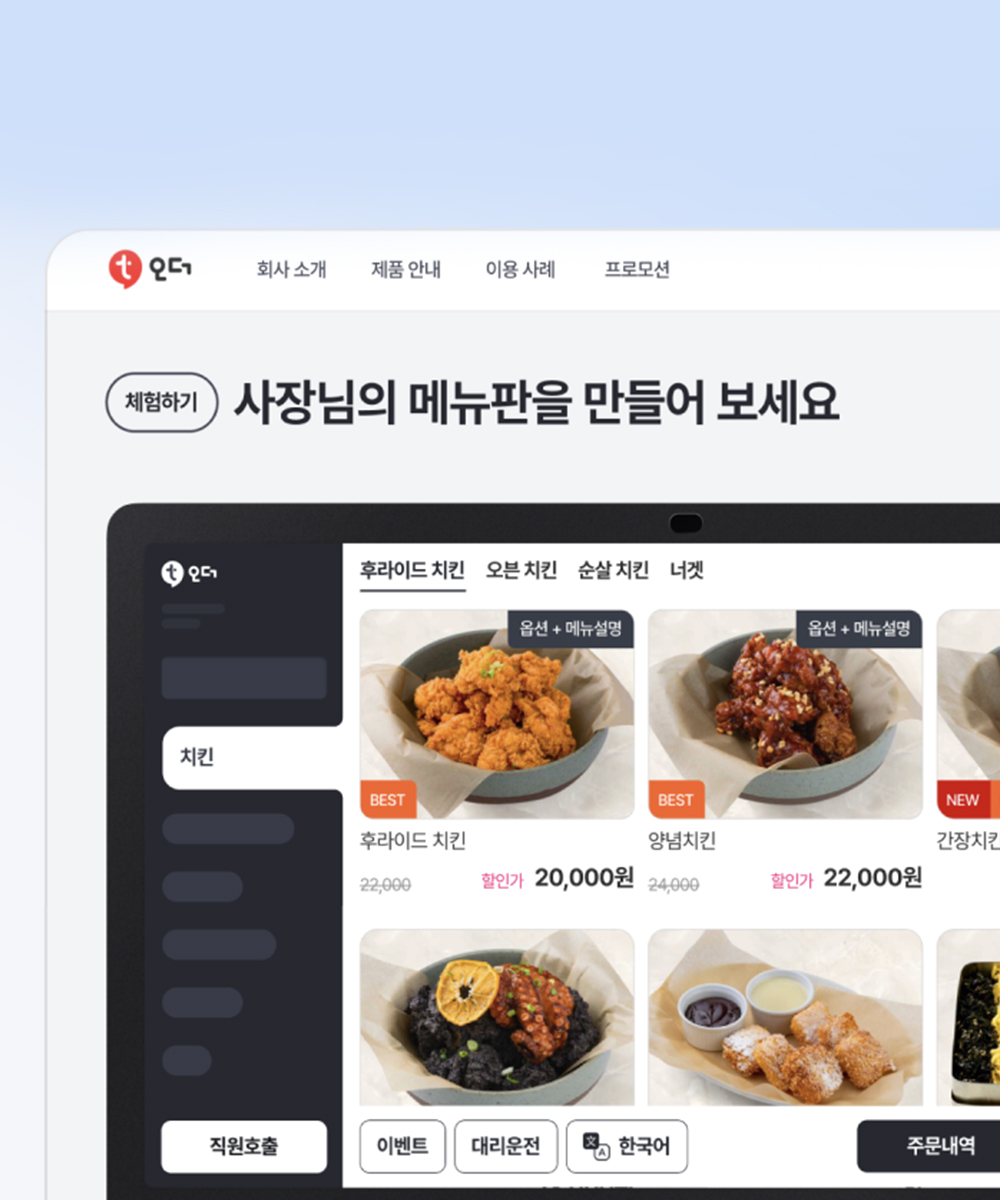 t 오더
회사 소개 제품 안내 이용 사례 프로모션
체험하기 사장님의 메뉴판을 만들어 보세요
t 오더
후라이드 치킨 오븐 치킨 순살 치킨 너겟
옵션 + 메뉴설명 옵션 + 메뉴설명
치킨
BEST BEST NEW
후라이드 치킨 양념치킨 간장치킨
22,000 할인가 20,000원 24,000 할인가 22,000원
직원호출 이벤트 대리운전 文 A 한국어 주문내역